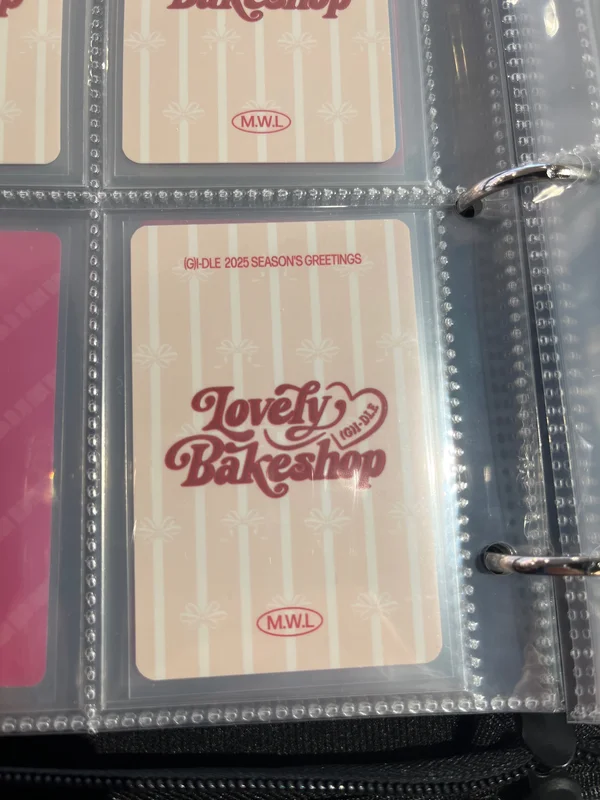 Bakeshop
M.W.L
(G)I-DLE 2025 SEASON'S GREETINGS
Lovely
(G)I-DLE
Bakeshop
M.W.L